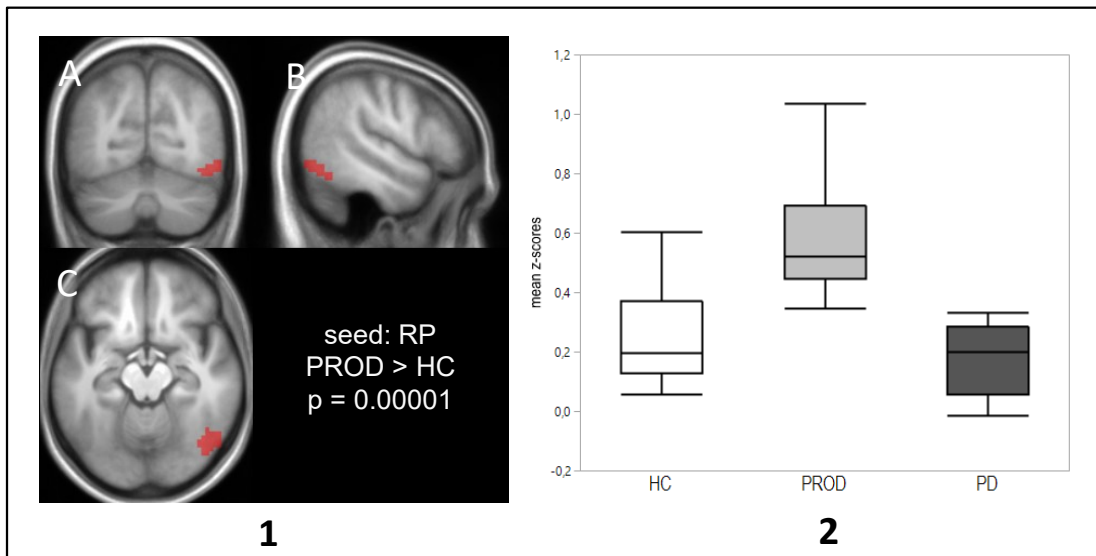 A
B
C
seed: RP
PROD > HC
p = 0.00001
1
mean z-scores
1,2
1,0
0,8
0,6
0,4
0,2
0,0
-0,2
HC PROD PD
2